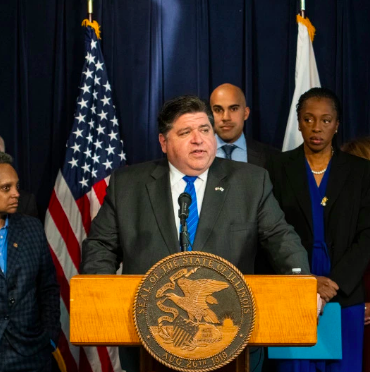 SEAL OF THE STATE OF ILLINOIS
AUG. 26TH 1818